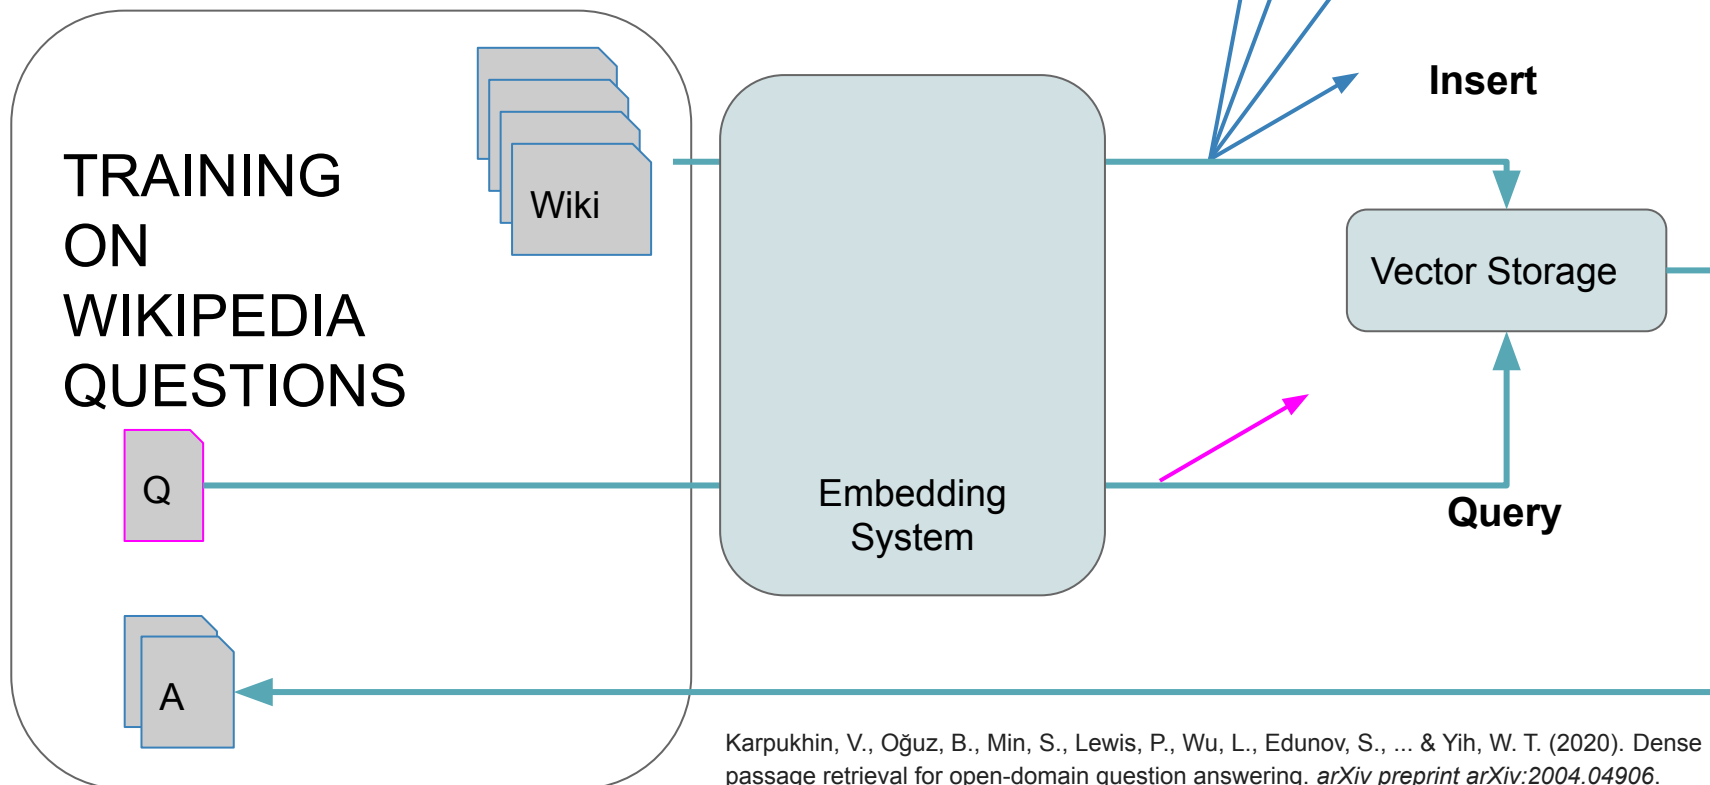 TRAINING
ON
WIKIPEDIA
QUESTIONS
Wiki
Insert
Vector Storage
Q
Embedding
System
Query
A
Karpukhin, V., Oğuz, B., Min, S., Lewis, P., Wu, L., Edunov, S., ... & Yih, W. T. (2020). Dense
passage retrieval for open-domain question answering. arXiv preprint arXiv:2004.04906.